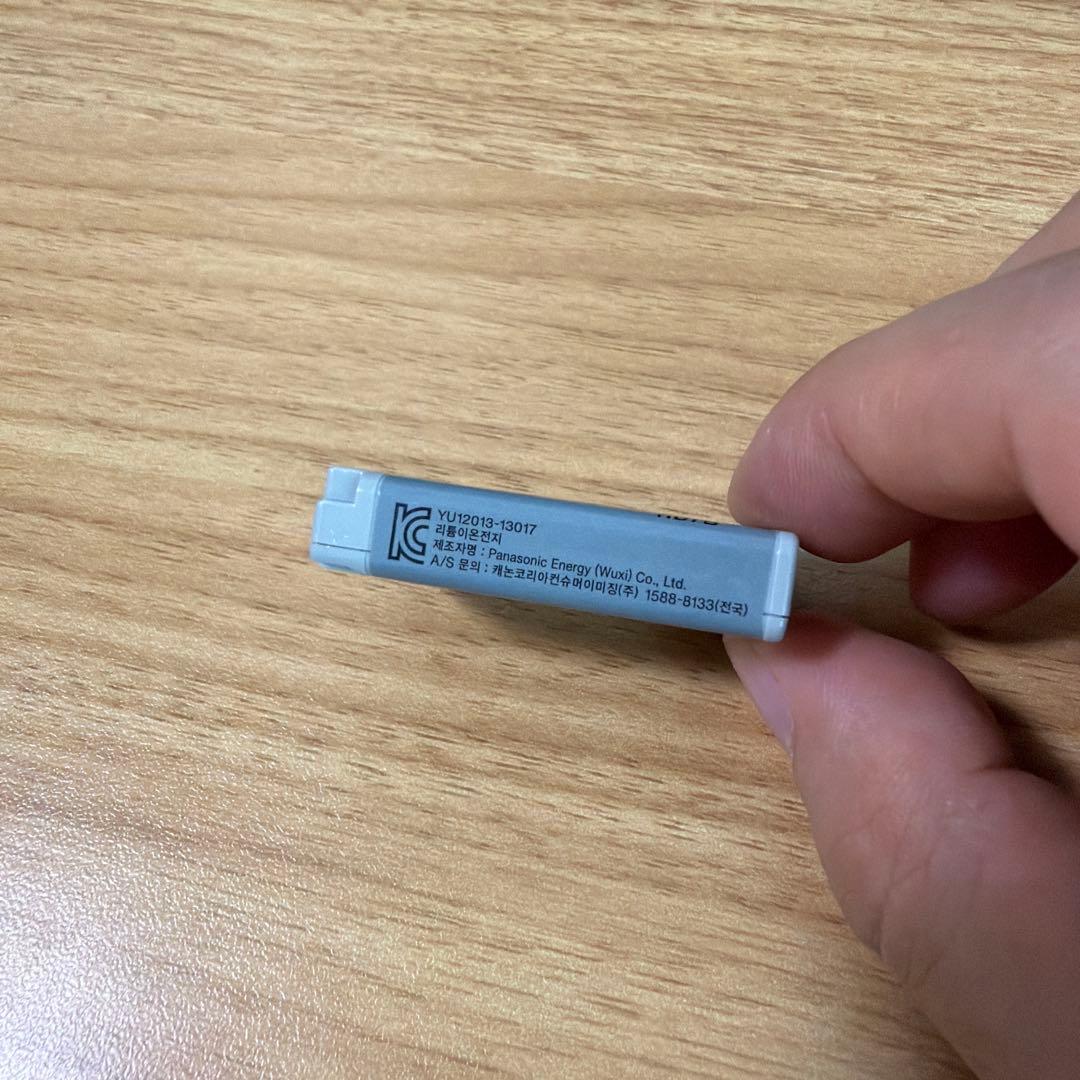 YU12013-13017
리튬이온전지
제조자명 : Panasonic Energy (Wuxi) Co., Ltd.
A/S 문의 : 캐논코리아컨슈머이미징(주) 1588-8133(전국)